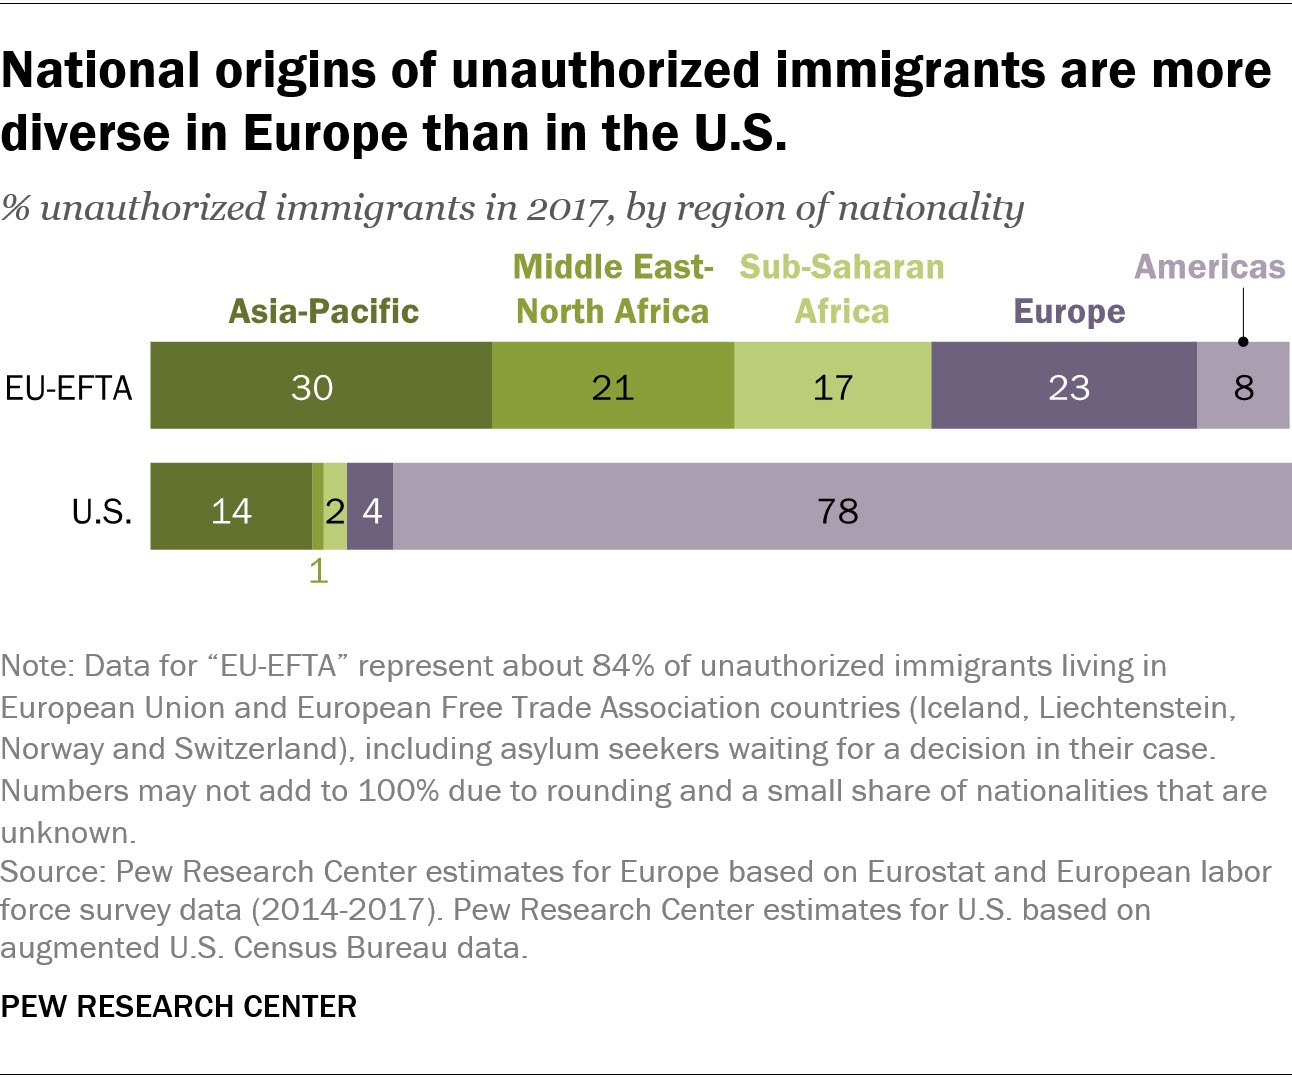 National origins of unauthorized immigrants are more
diverse in Europe than in the U.S.
% unauthorized immigrants in 2017, by region of nationality
Asia-Pacific
Middle East-
North Africa
Sub-Saharan
Africa
Europe
Americas
EU-EFTA 30 21 17 23 8
U.S. 14 2 4 78
1
Note: Data for “EU-EFTA” represent about 84% of unauthorized immigrants living in
European Union and European Free Trade Association countries (Iceland, Liechtenstein,
Norway and Switzerland), including asylum seekers waiting for a decision in their case.
Numbers may not add to 100% due to rounding and a small share of nationalities that are
unknown.
Source: Pew Research Center estimates for Europe based on Eurostat and European labor
force survey data (2014-2017). Pew Research Center estimates for U.S. based on
augmented U.S. Census Bureau data.
PEW RESEARCH CENTER